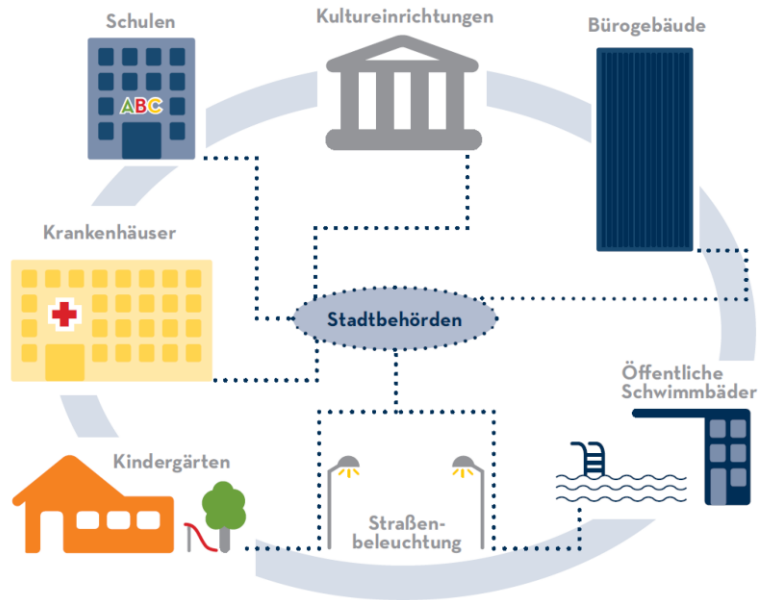 Schulen
Kultureinrichtungen
Bürogebäude
ABC
Krankenhäuser
Stadtbehörden
Öffentliche
Schwimmbäder
Kindergärten
Straßen-
beleuchtung